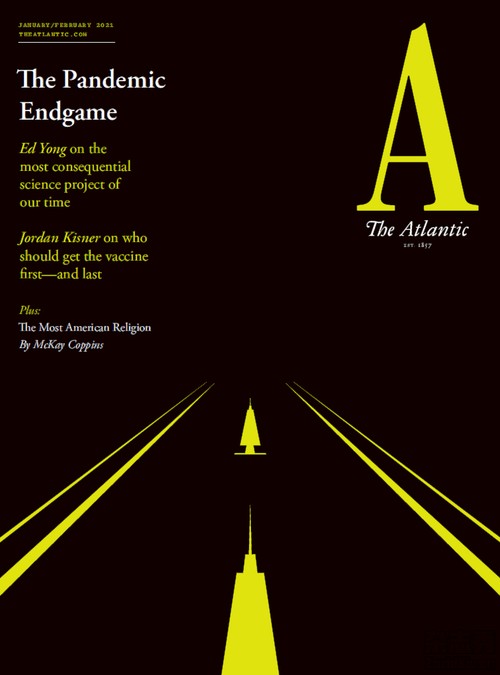 JANUARY/FEBRUARY 2021
THEATLANTIC.COM
The Pandemic
Endgame
Ed Yong on the
most consequential
science project of
our time
Jordan Kisner on who
should get the vaccine
first—and last
Plus:
The Most American Religion
By McKay Coppins
A
The Atlantic
EST. 1857